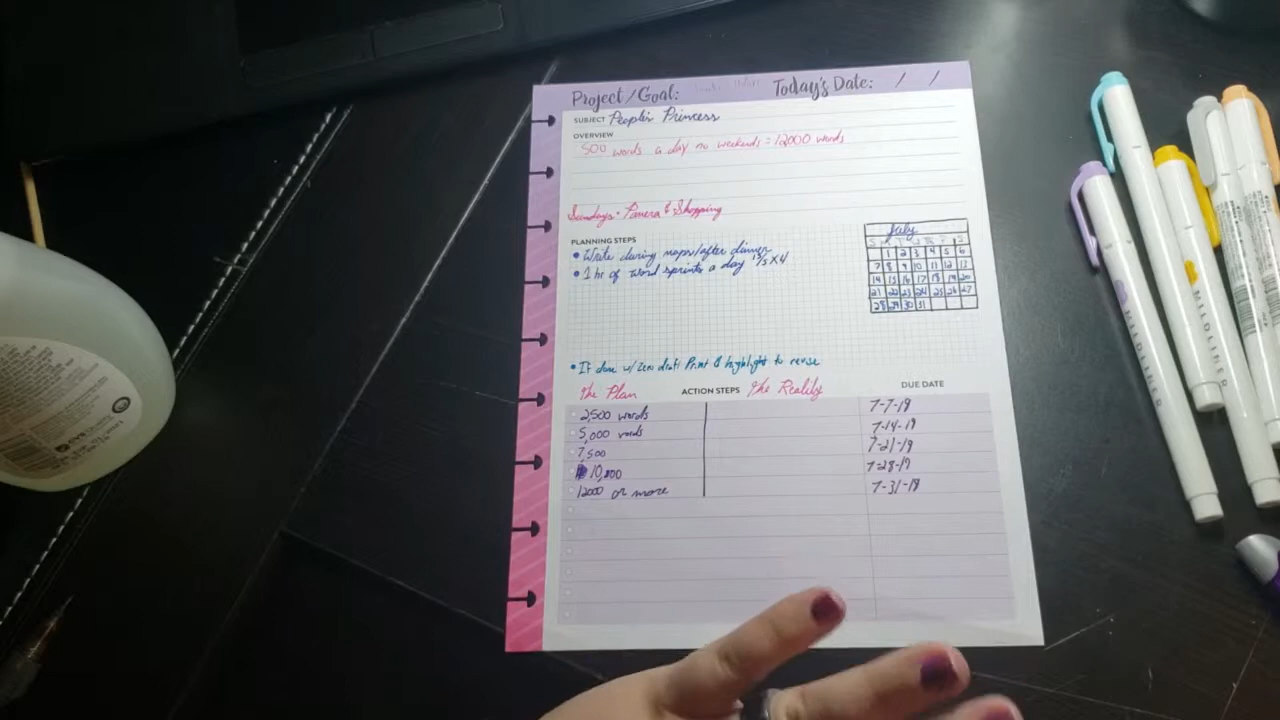 Project/Goal: Today's Date: / /
SUBJECT People's Princess
OVERVIEW
500 words a day no weekends = 12000 words
Sundays - Panera & Shopping
PLANNING STEPS
• Write during naps/after dinner
• 1 hr of word sprints a day 15 x 4
July
S M T W T F S
1 2 3 4 5 6
7 8 9 10 11 12 13
14 15 16 17 18 19 20
21 22 23 24 25 26 27
28 29 30 31
• If done w/ Zero draft Print & highlight to revise
The Plan ACTION STEPS The Reality DUE DATE
2,500 words 7-7-19
5,000 words 7-14-19
7,500 7-21-19
10,000 7-28-19
12000 or more 7-31-19
MILDLINER
MILDLINER